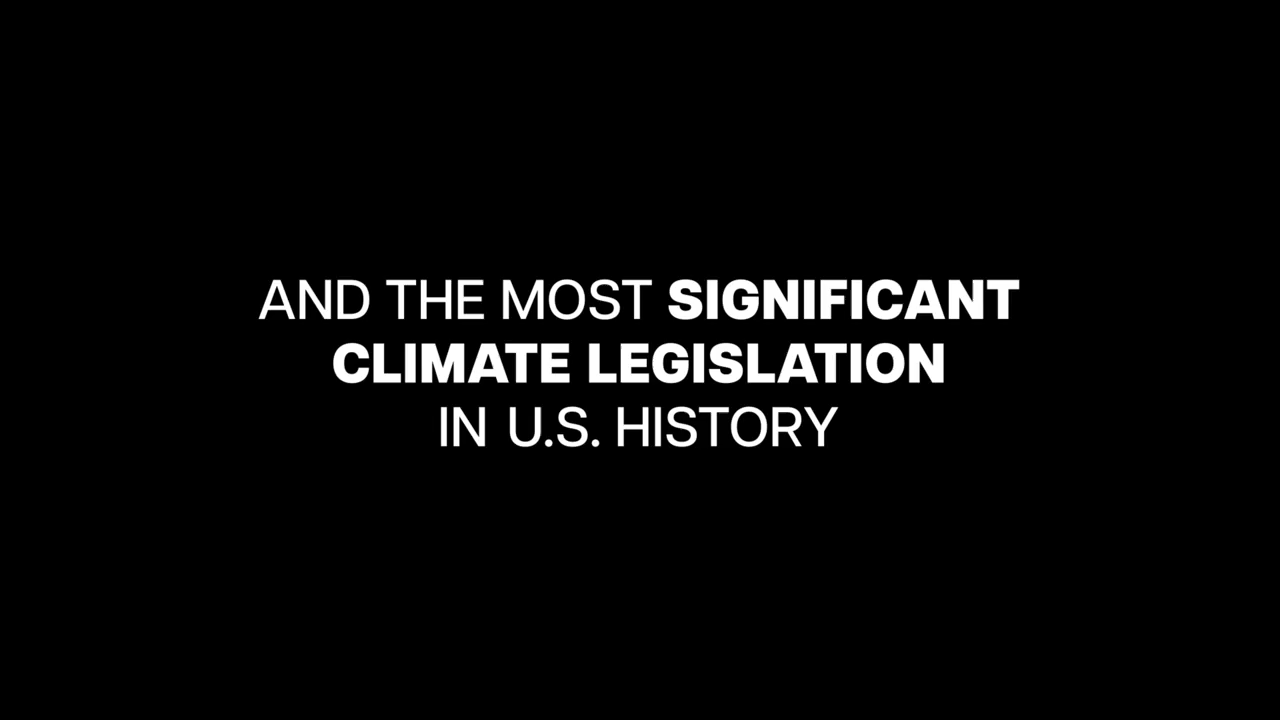 AND THE MOST SIGNIFICANT
CLIMATE LEGISLATION
IN U.S. HISTORY